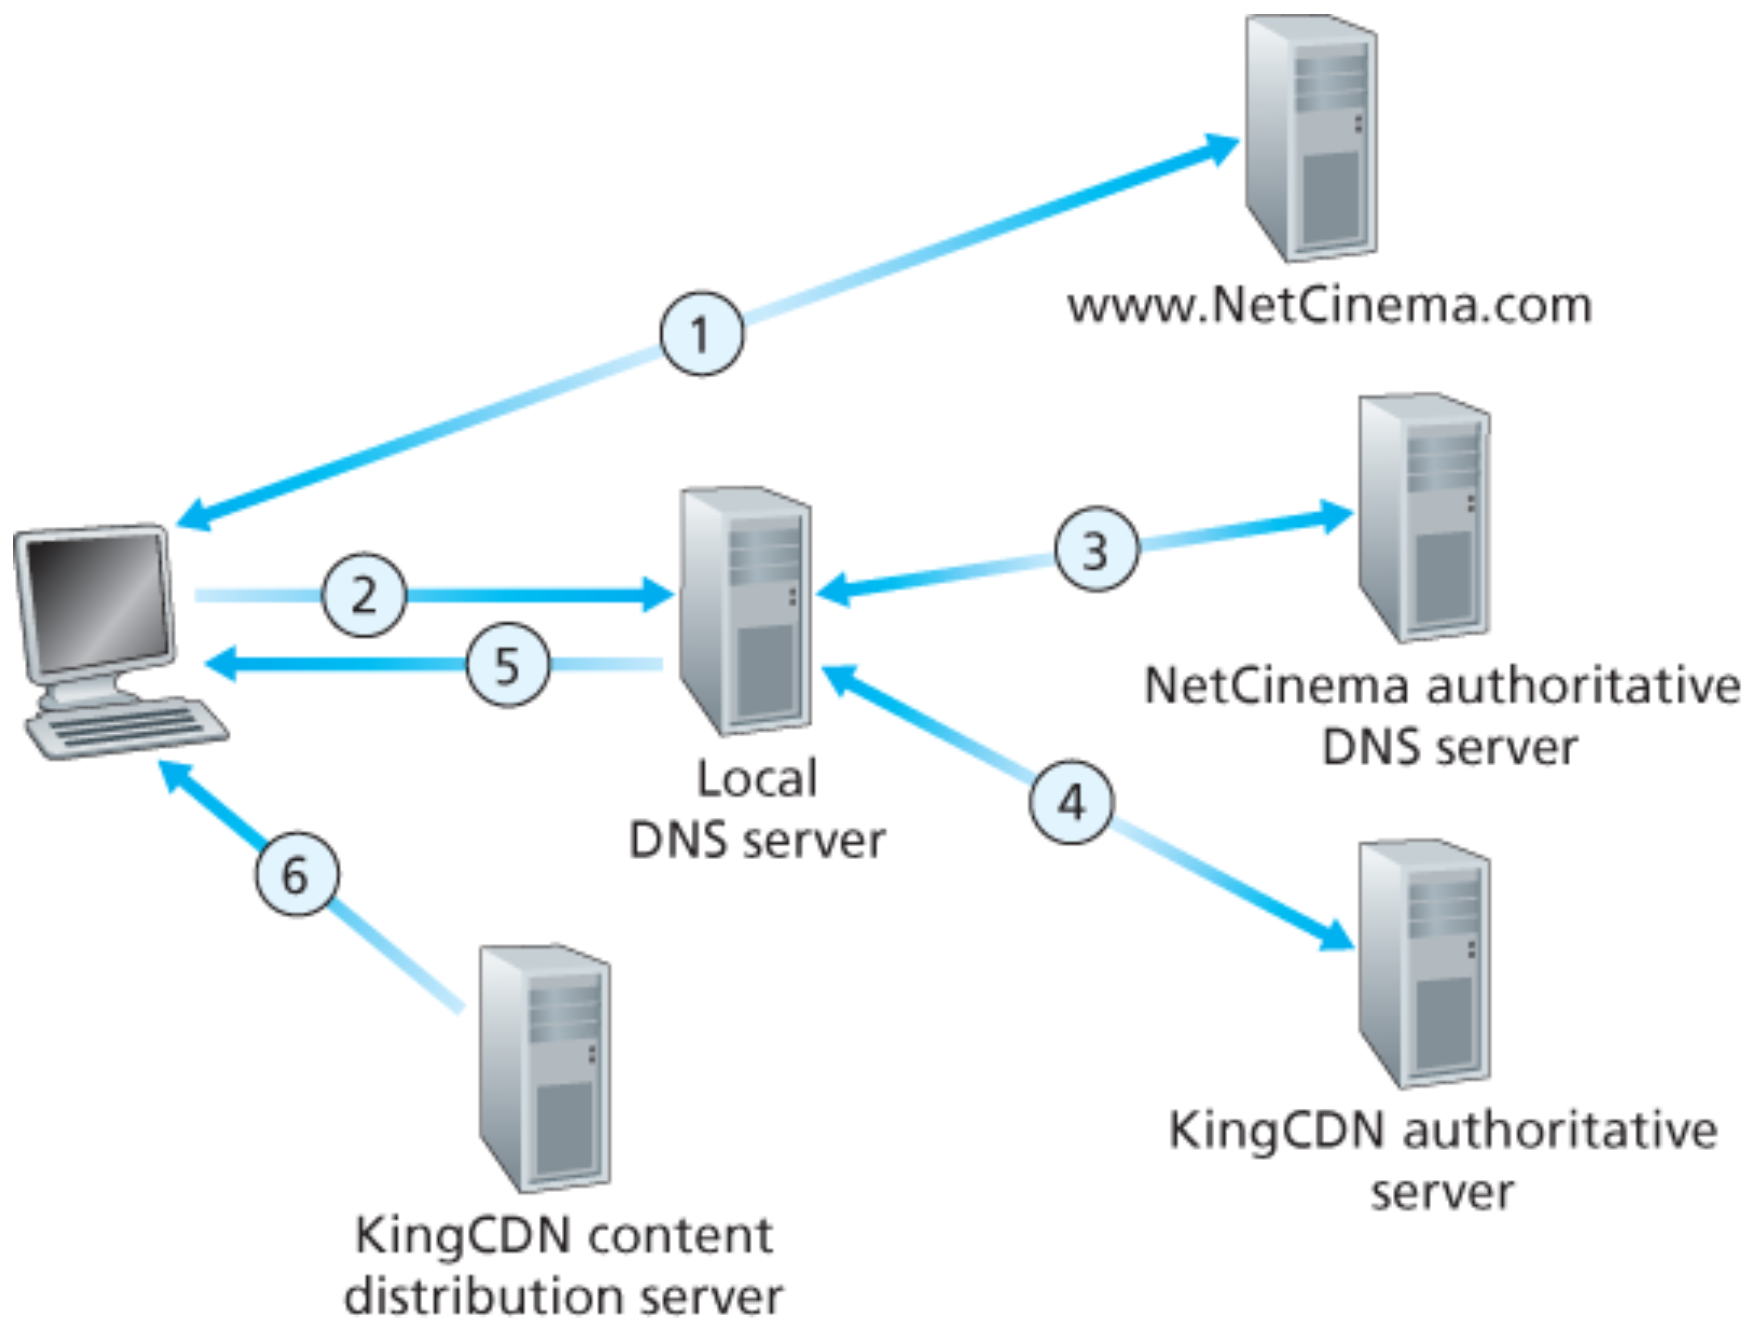 1
www.NetCinema.com
2
3
5
NetCinema authoritative
DNS server
Local
DNS server
4
6
KingCDN authoritative
server
KingCDN content
distribution server